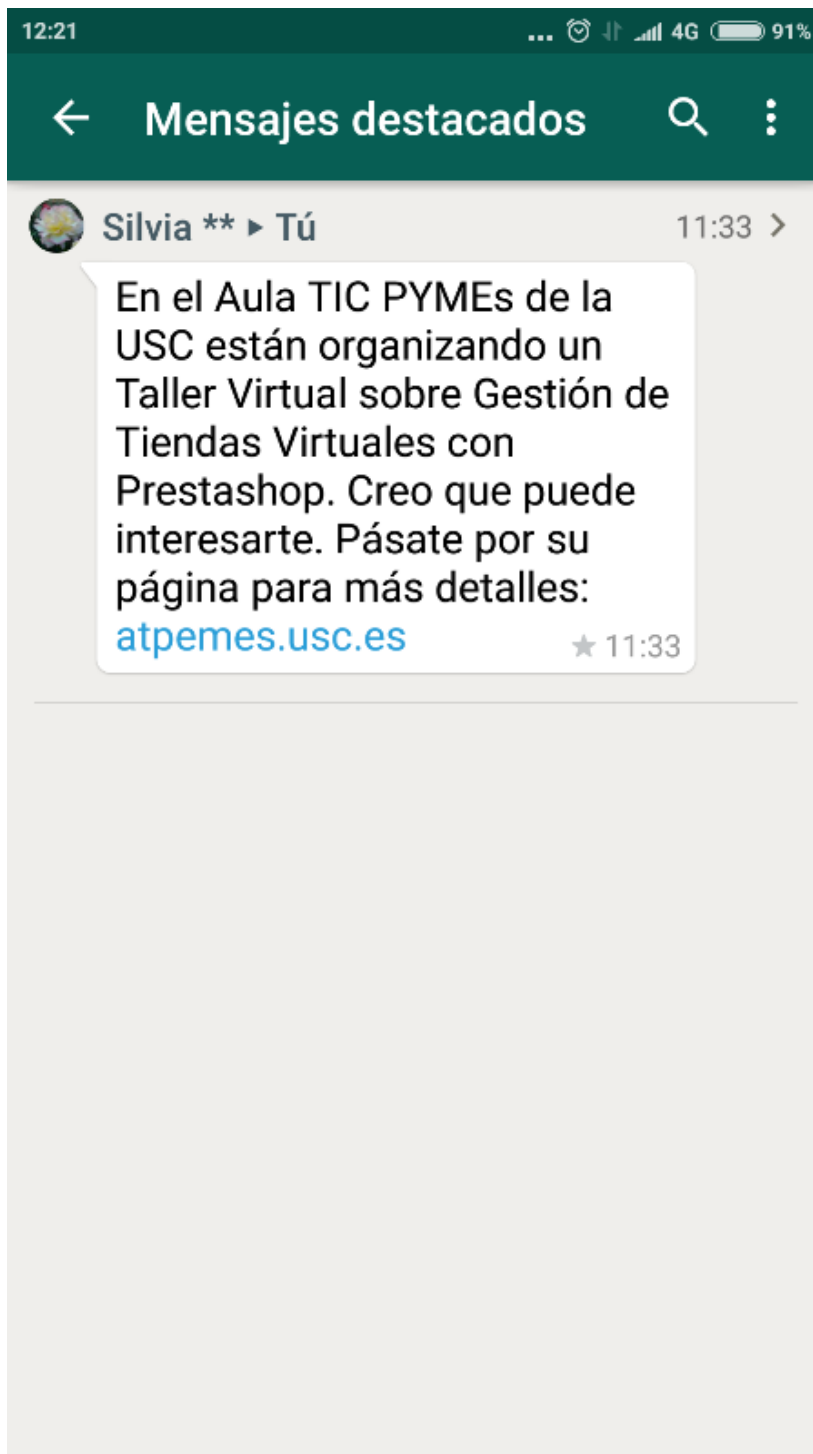 12:21 ... 4G 91%
Mensajes destacados
Silvia ** ▸ Tú 11:33 >
En el Aula TIC PYMEs de la
USC están organizando un
Taller Virtual sobre Gestión de
Tiendas Virtuales con
Prestashop. Creo que puede
interesarte. Pásate por su
página para más detalles:
atpemes.usc.es ★ 11:33